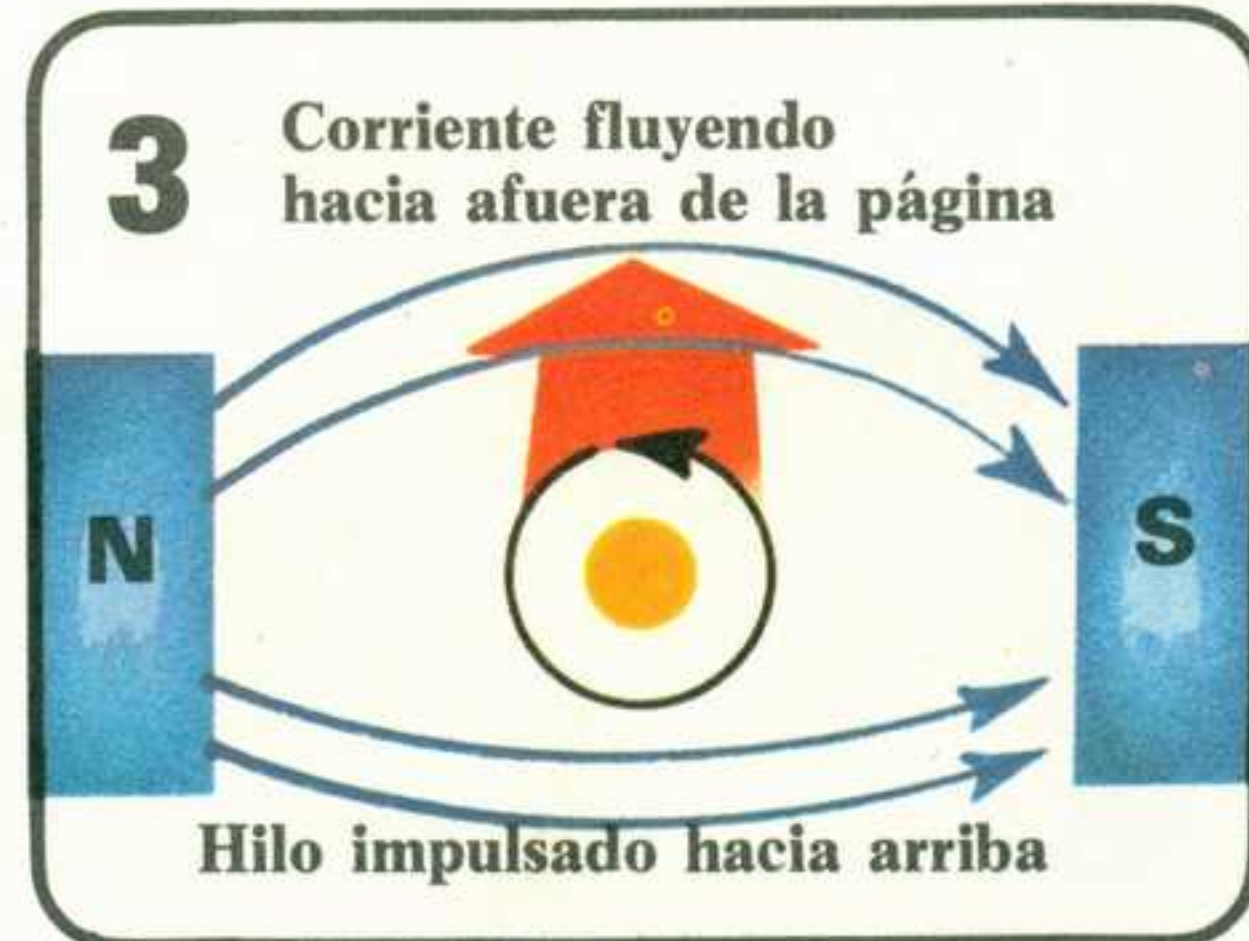 3
Corriente fluyendo
hacia afuera de la página
N
S
Hilo impulsado hacia arriba